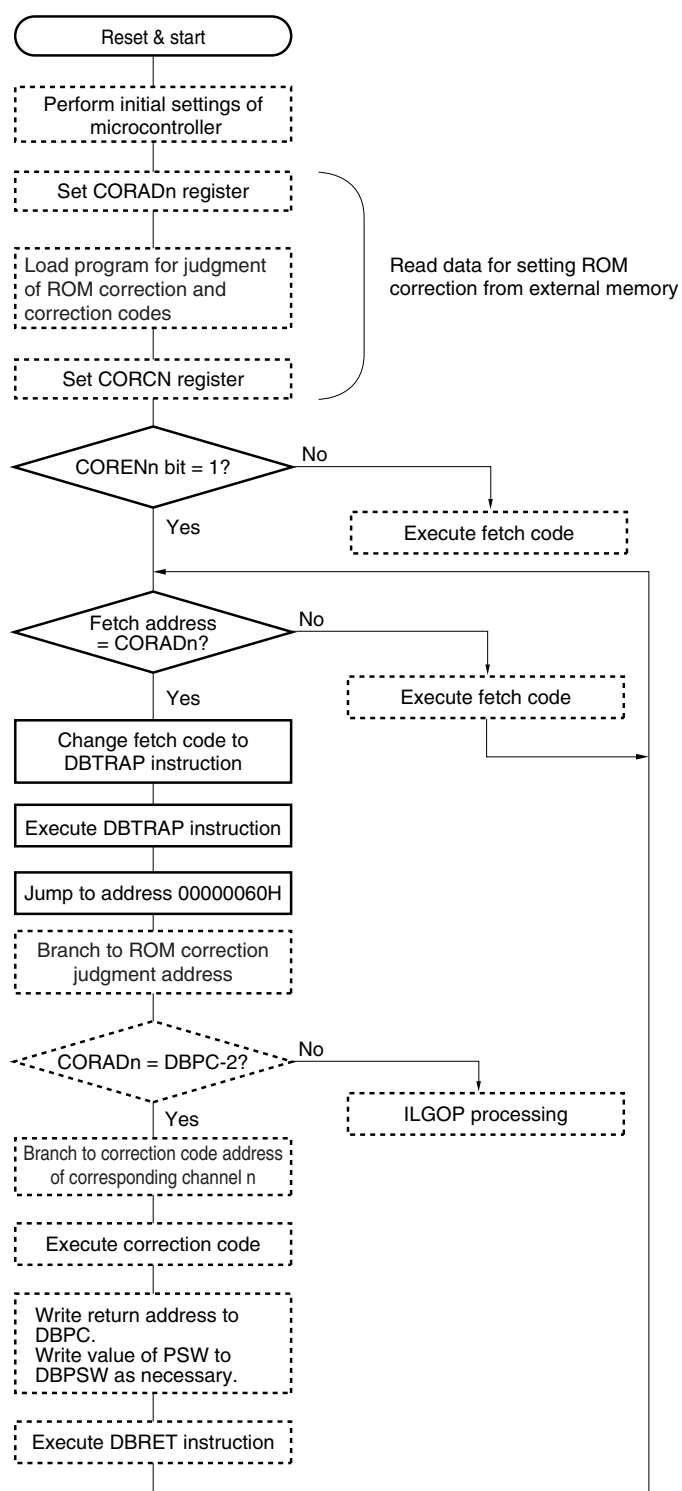 Reset & start
Perform initial settings of
microcontroller
Set CORADn register
Load program for judgment
of ROM correction and
correction codes
Read data for setting ROM
correction from external memory
Set CORCN register
CORENn bit = 1?
No
Yes
Execute fetch code
Fetch address
= CORADn?
No
Yes
Execute fetch code
Change fetch code to
DBTRAP instruction
Execute DBTRAP instruction
Jump to address 00000060H
Branch to ROM correction
judgment address
CORADn = DBPC-2?
No
Yes
ILGOP processing
Branch to correction code address
of corresponding channel n
Execute correction code
Write return address to
DBPC.
Write value of PSW to
DBPSW as necessary.
Execute DBRET instruction